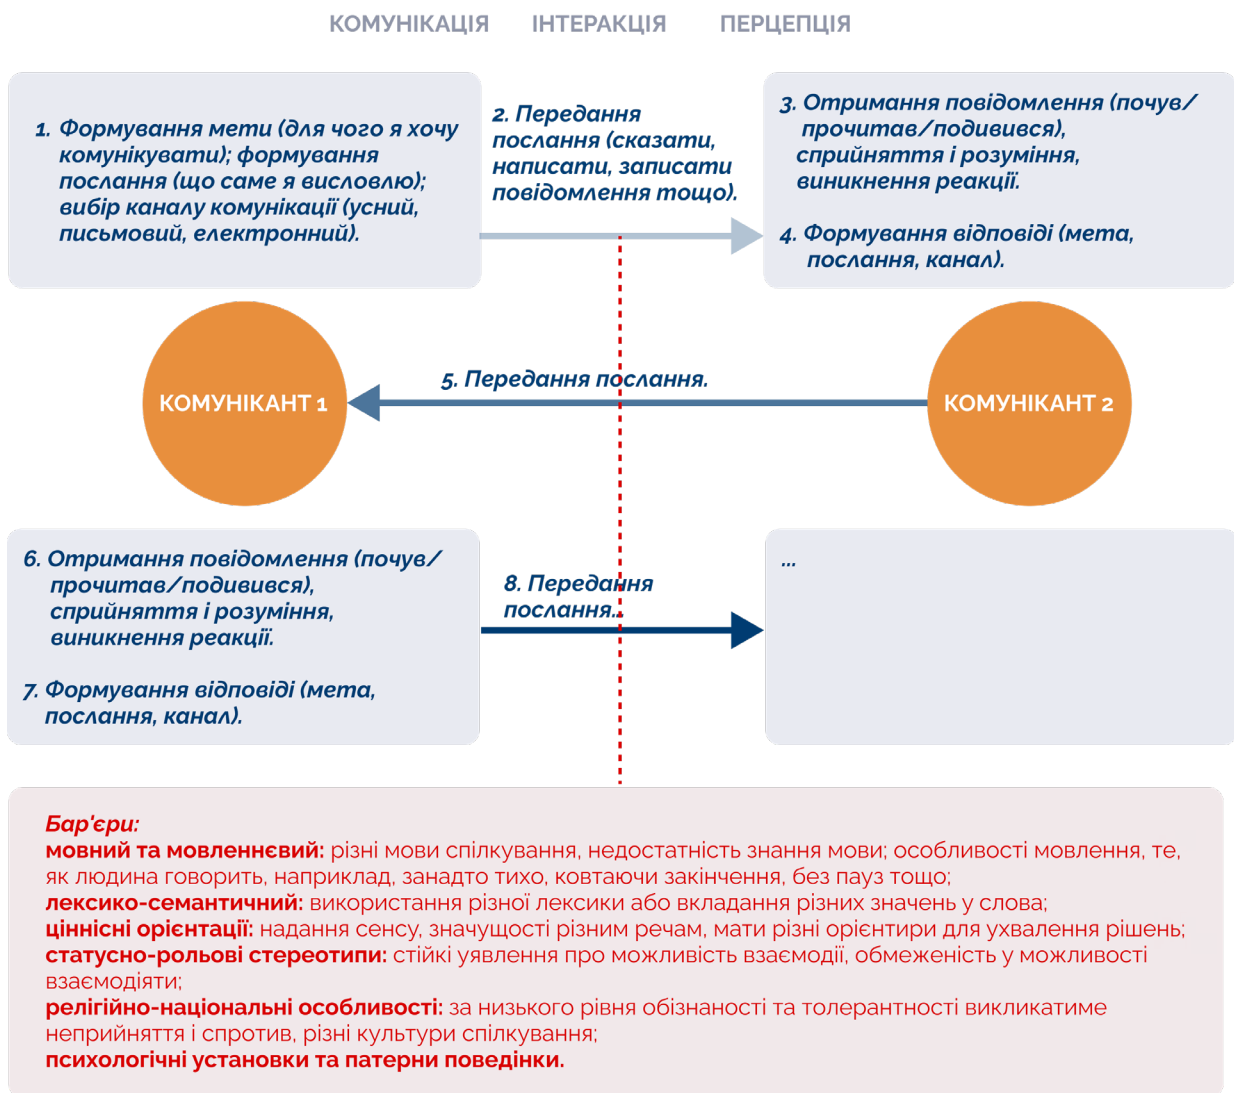 КОМУНІКАЦІЯ ІНТЕРАКЦІЯ ПЕРЦЕПЦІЯ
1. Формування мети (для чого я хочу
комунікувати); формування
послання (що саме я висловлю);
вибір каналу комунікації (усний,
письмовий, електронний).
2. Передання
послання (сказати,
написати, записати
повідомлення тощо).
3. Отримання повідомлення (почув/
прочитав/подивився),
сприйняття і розуміння,
виникнення реакції.
4. Формування відповіді (мета,
послання, канал).
КОМУНІКАНТ 1
5. Передання послання.
КОМУНІКАНТ 2
6. Отримання повідомлення (почув/
прочитав/подивився),
сприйняття і розуміння,
виникнення реакції.
7. Формування відповіді (мета,
послання, канал).
8. Передання
послання...
...
Бар'єри:
мовний та мовленнєвий: різні мови спілкування, недостатність знання мови; особливості мовлення, те,
як людина говорить, наприклад, занадто тихо, ковтаючи закінчення, без пауз тощо;
лексико-семантичний: використання різної лексики або вкладання різних значень у слова;
ціннісні орієнтації: надання сенсу, значущості різним речам, мати різні орієнтири для ухвалення рішень;
статусно-рольові стереотипи: стійкі уявлення про можливість взаємодії, обмеженість у можливості
взаємодіяти;
релігійно-національні особливості: за низького рівня обізнаності та толерантності викликатиме
неприйняття і спротив, різні культури спілкування;
психологічні установки та патерни поведінки.